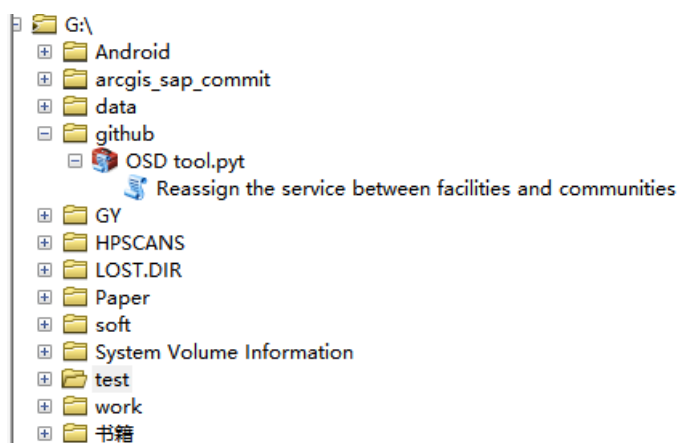 G:\
Android
arcgis_sap_commit
data
github
OSD tool.pyt
Reassign the service between facilities and communities
GY
HPSCANS
LOST.DIR
Paper
soft
System Volume Information
test
work
书籍